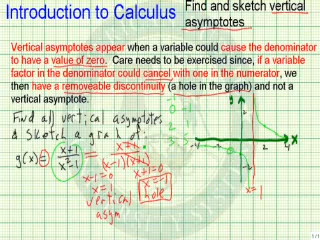 Introduction to Calculus
Find and sketch vertical
asymptotes
Vertical asymptotes appear when a variable could cause the denominator
to have a value of zero. Care needs to be exercised since, if a variable
factor in the denominator could cancel with one in the numerator, we
then have a removeable discontinuity (a hole in the graph) and not a
vertical asymptote.
Find all vertical asymptotes
& sketch a graph of:
g(x) = x+1 / x²-1 = x+1 / (x-1)(x+1)
x-1=0 x+1=0
x=1 x=-1
vertical hole
asym
y
x
x=1